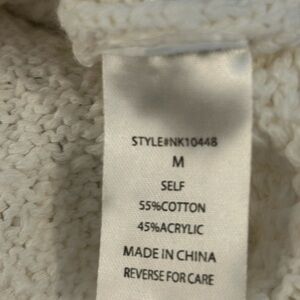 STYLE#NK10448
M
SELF
55%COTTON
45%ACRYLIC
MADE IN CHINA
REVERSE FOR CARE